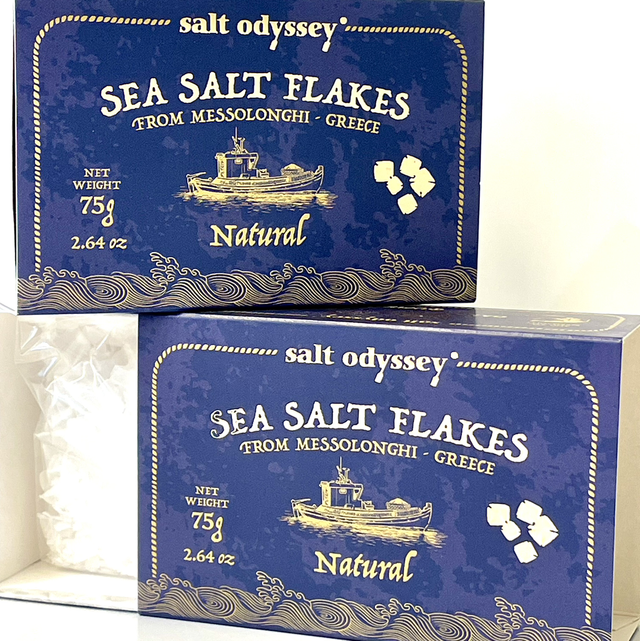 salt odyssey
SEA SALT FLAKES
FROM MESSOLONGHI - GREECE
NET
WEIGHT
75g
2.64 oz
Natural
salt odyssey
SEA SALT FLAKES
FROM MESSOLONGHI - GREECE
NET
WEIGHT
75g
2.64 oz
Natural